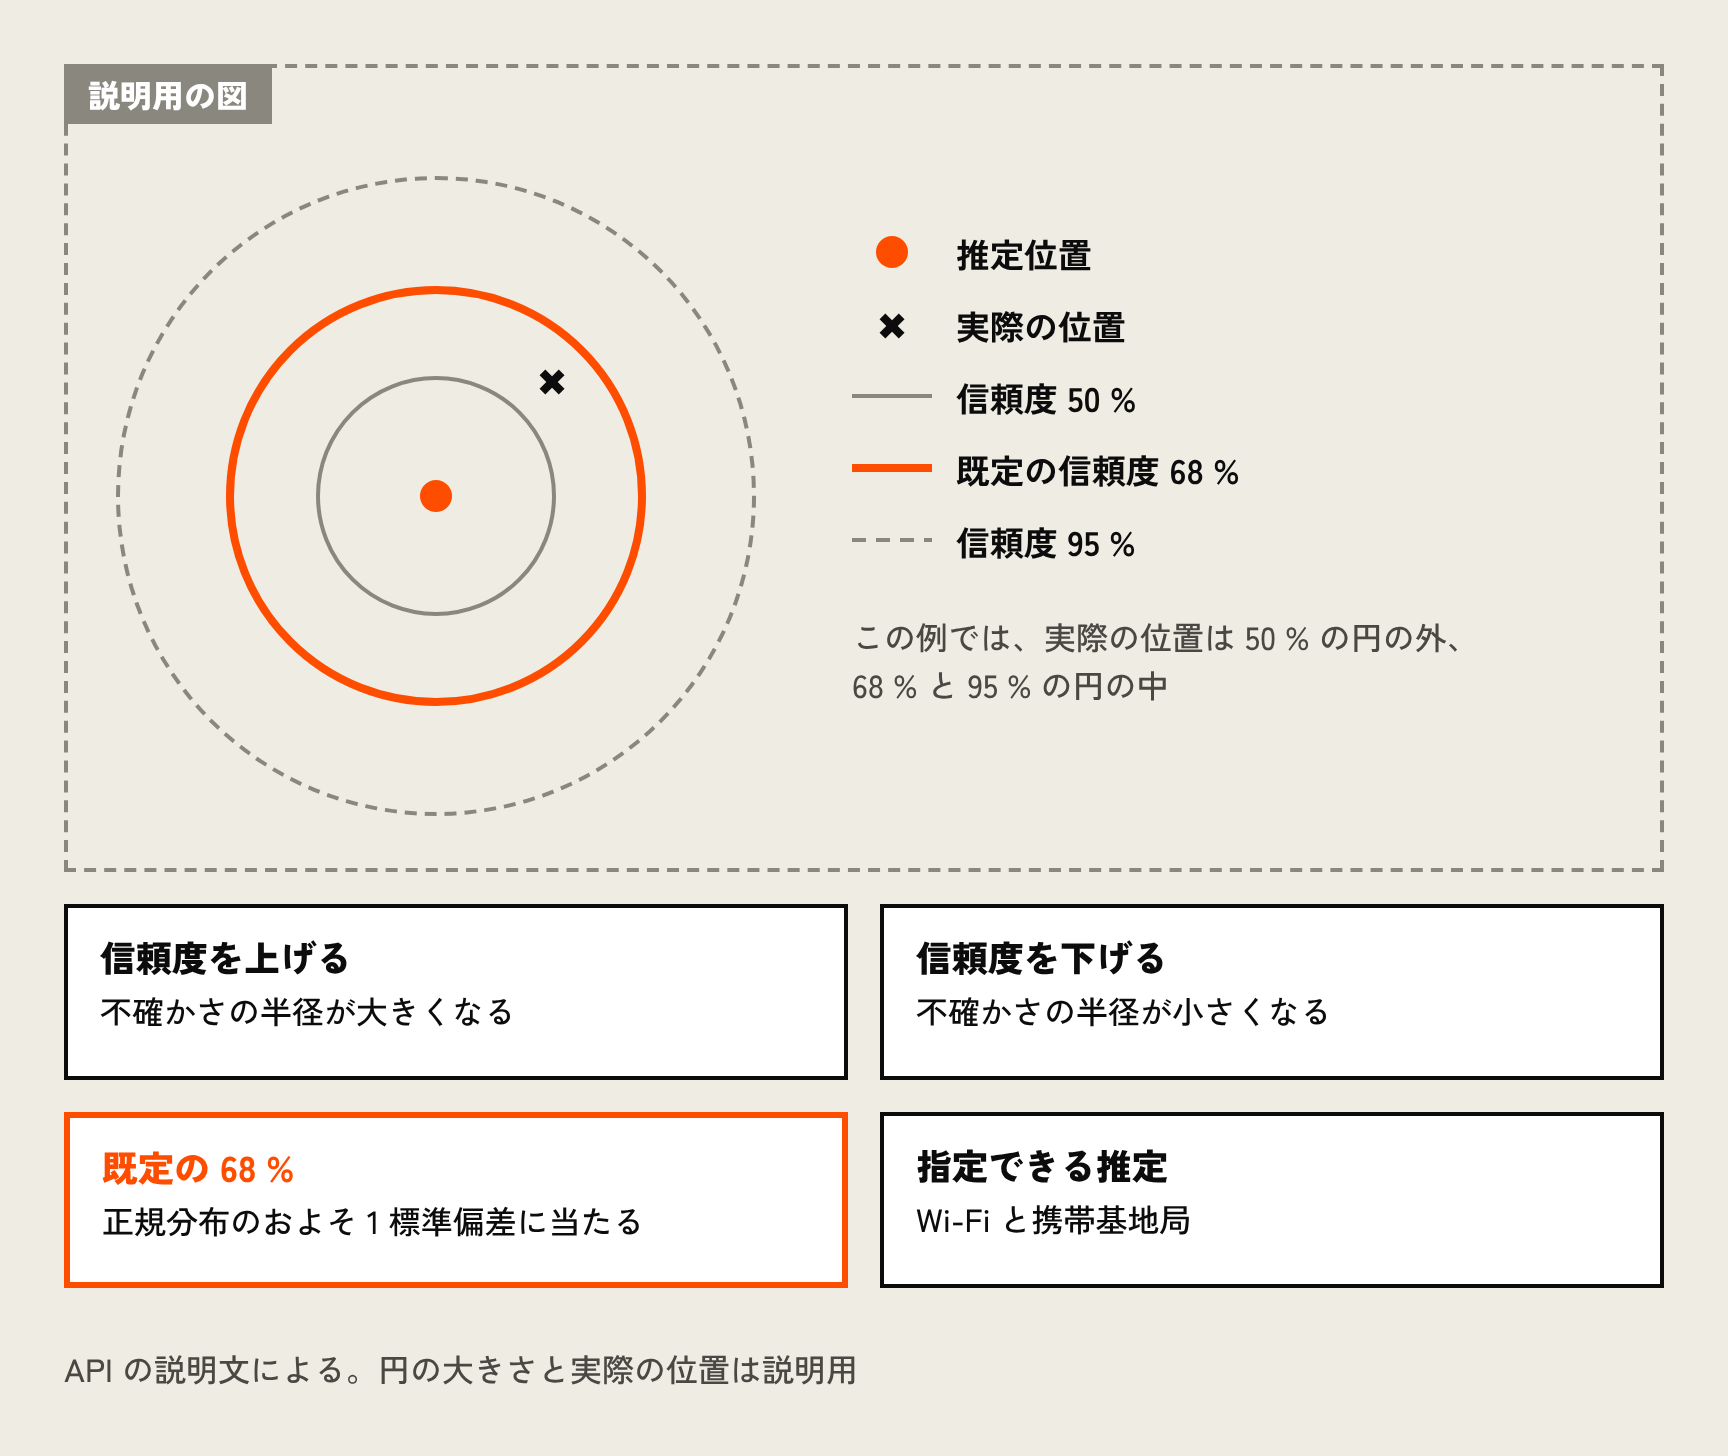 説明用の図
推定位置
実際の位置
信頼度 50 %
既定の信頼度 68 %
信頼度 95 %
この例では、実際の位置は 50 % の円の外、
68 % と 95 % の円の中
信頼度を上げる
不確かさの半径が大きくなる
信頼度を下げる
不確かさの半径が小さくなる
既定の 68 %
正規分布のおよそ 1 標準偏差に当たる
指定できる推定
Wi-Fi と携帯基地局
API の説明文による。円の大きさと実際の位置は説明用